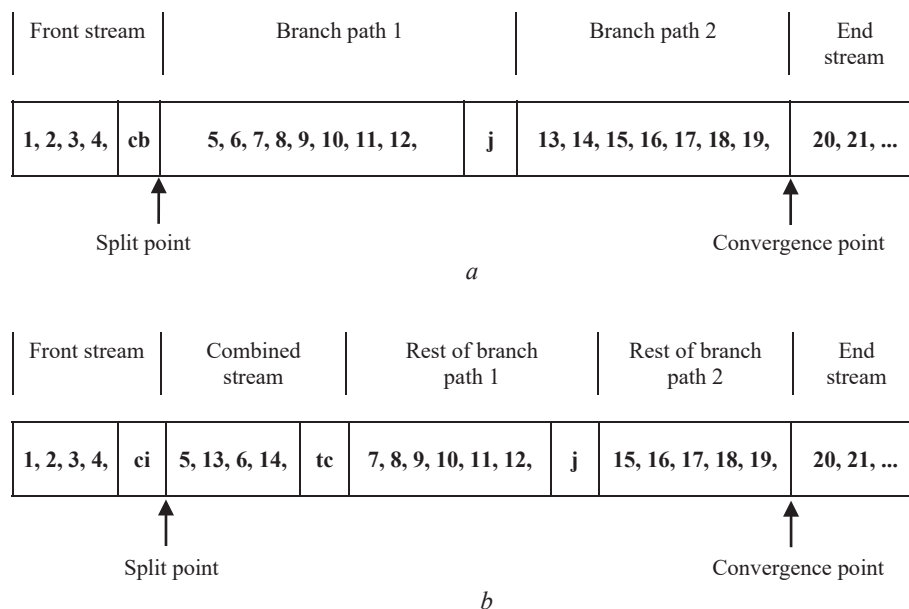 Front stream Branch path 1 Branch path 2 End stream
1, 2, 3, 4, cb 5, 6, 7, 8, 9, 10, 11, 12, j 13, 14, 15, 16, 17, 18, 19, 20, 21, ...
Split point Convergence point
a
Front stream Combined stream Rest of branch path 1 Rest of branch path 2 End stream
1, 2, 3, 4, ci 5, 13, 6, 14, tc 7, 8, 9, 10, 11, 12, j 15, 16, 17, 18, 19, 20, 21, ...
Split point Convergence point
b